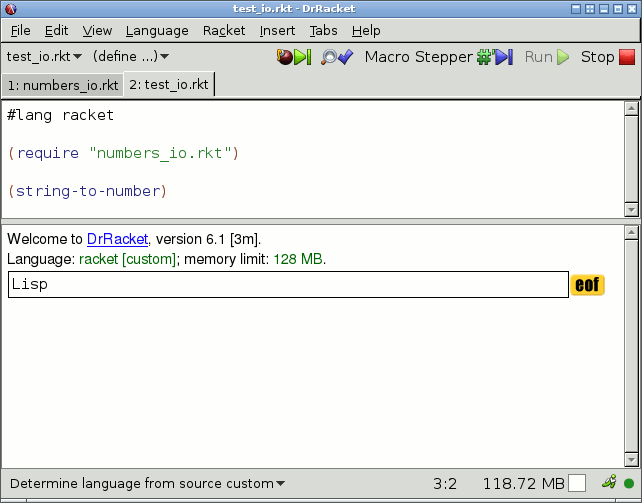 test_io.rkt - DrRacket
File Edit View Language Racket Insert Tabs Help
test_io.rkt (define ...) Macro Stepper Run Stop
1: numbers_io.rkt 2: test_io.rkt
#lang racket
(require "numbers_io.rkt")
(string-to-number)
Welcome to DrRacket, version 6.1 [3m].
Language: racket [custom]; memory limit: 128 MB.
Lisp eof
Determine language from source custom 3:2 118.72 MB